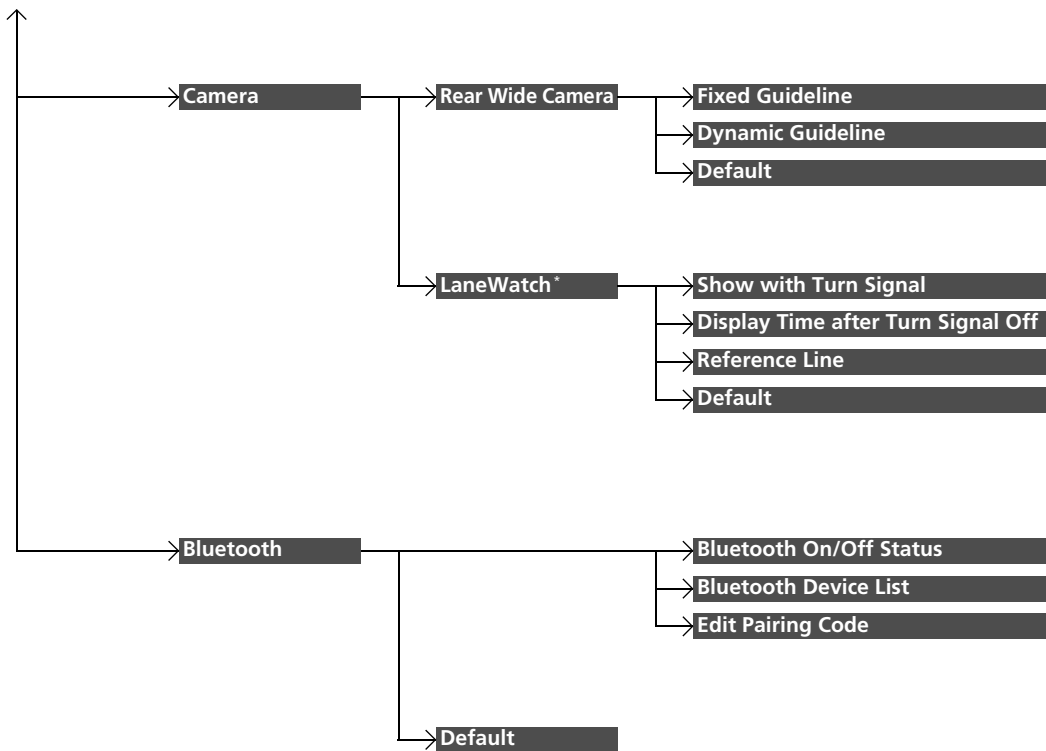 Camera
Rear Wide Camera
Fixed Guideline
Dynamic Guideline
Default
LaneWatch*
Show with Turn Signal
Display Time after Turn Signal Off
Reference Line
Default
Bluetooth
Bluetooth On/Off Status
Bluetooth Device List
Edit Pairing Code
Default